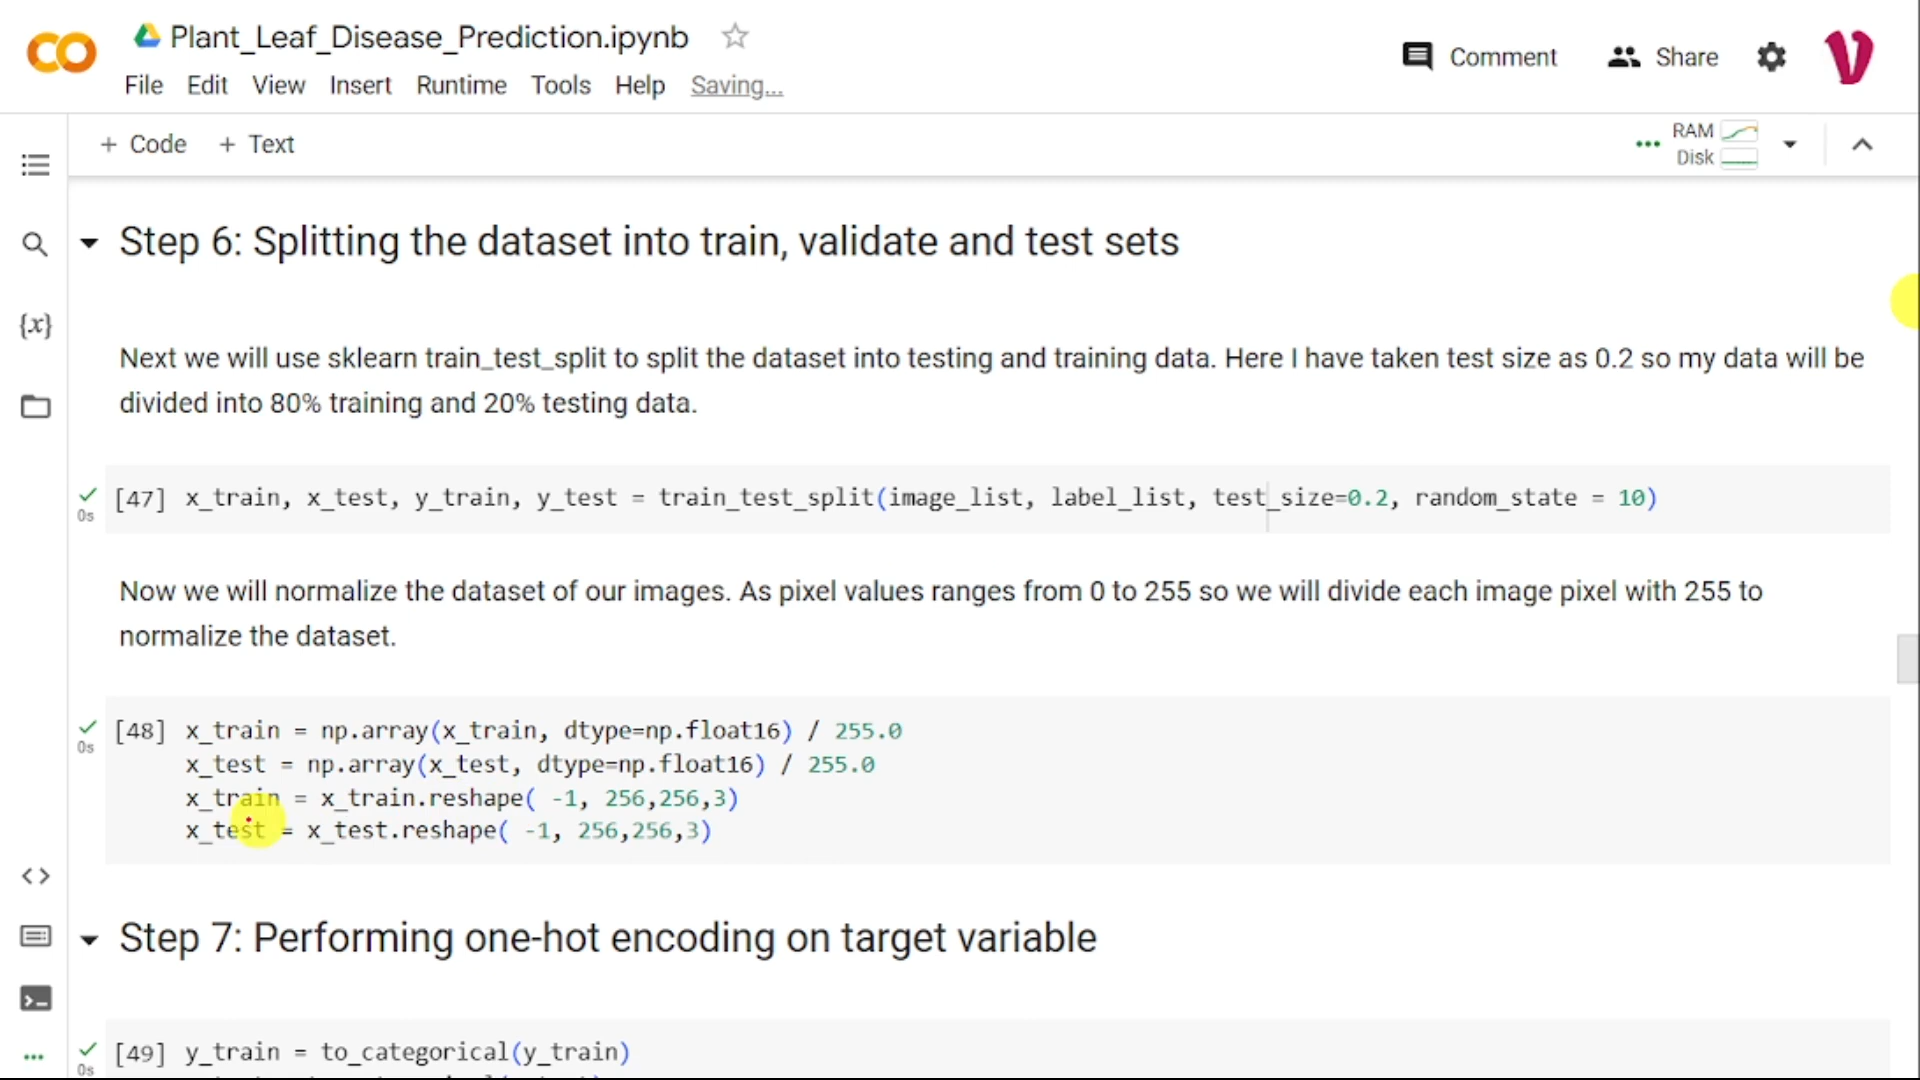 Plant_Leaf_Disease_Prediction.ipynb
File Edit View Insert Runtime Tools Help Saving...
Comment Share
+ Code + Text
RAM
Disk
Step 6: Splitting the dataset into train, validate and test sets
{x}
Next we will use sklearn train_test_split to split the dataset into testing and training data. Here I have taken test size as 0.2 so my data will be
divided into 80% training and 20% testing data.
[47] x_train, x_test, y_train, y_test = train_test_split(image_list, label_list, test_size=0.2, random_state = 10)
0s
Now we will normalize the dataset of our images. As pixel values ranges from 0 to 255 so we will divide each image pixel with 255 to
normalize the dataset.
[48] x_train = np.array(x_train, dtype=np.float16) / 255.0
0s
x_test = np.array(x_test, dtype=np.float16) / 255.0
x_train = x_train.reshape( -1, 256,256,3)
x_test = x_test.reshape( -1, 256,256,3)
Step 7: Performing one-hot encoding on target variable
[49] y_train = to_categorical(y_train)
0s